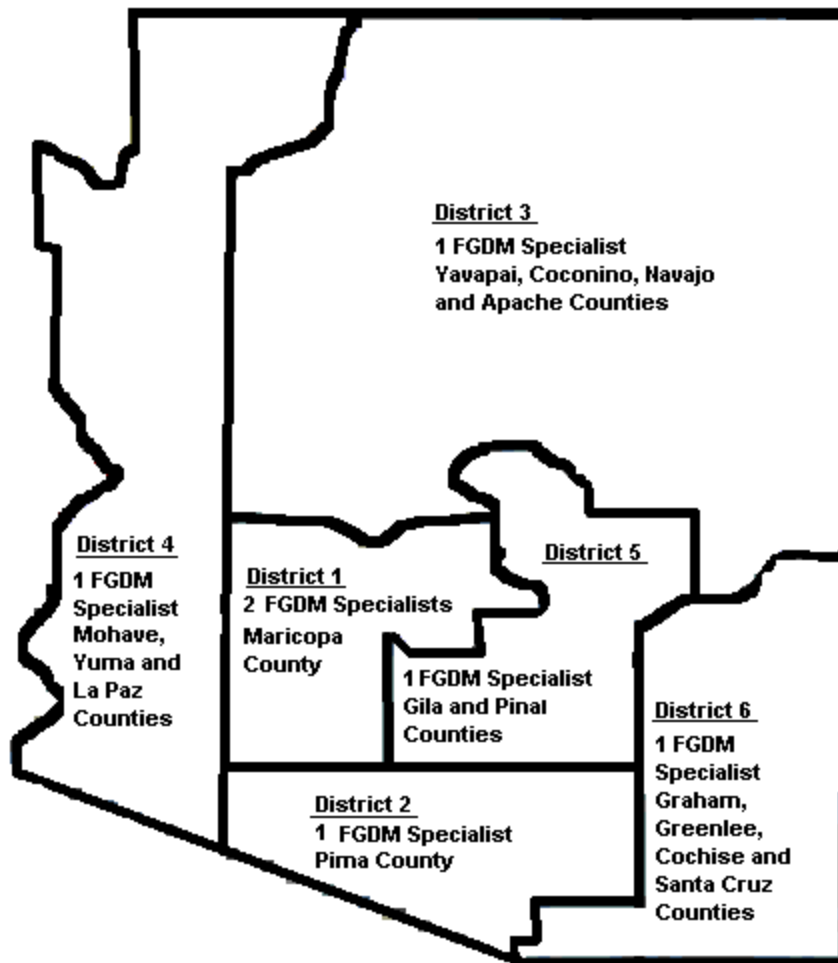 District 3
1 FGDM Specialist
Yavapai, Coconino, Navajo
and Apache Counties
District 4
1 FGDM
Specialist
Mohave,
Yuma and
La Paz
Counties
District 1
2 FGDM Specialists
Maricopa
County
District 5
1 FGDM Specialist
Gila and Pinal
Counties
District 6
1 FGDM
Specialist
Graham,
Greenlee,
Cochise and
Santa Cruz
Counties
District 2
1 FGDM Specialist
Pima County